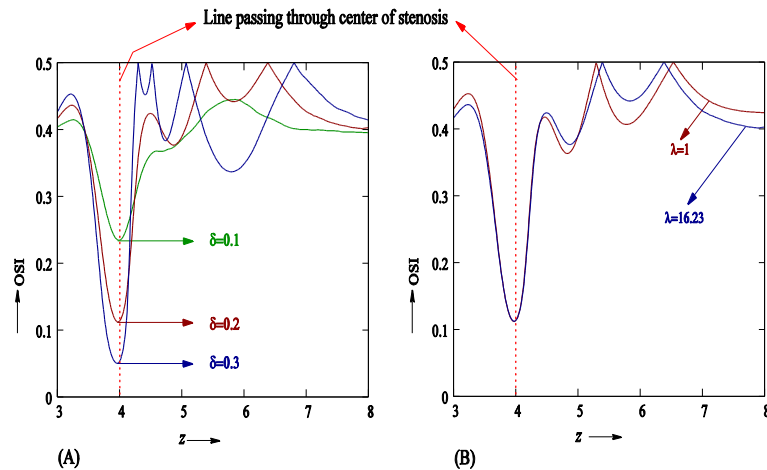 Line passing through center of stenosis
0.5
0.4
0.3
0.2
0.1
0
OSI
δ=0.1
δ=0.2
δ=0.3
3 4 5 6 7 8
z
(A)
0.5
0.4
0.3
0.2
0.1
0
OSI
λ=1
λ=16.23
3 4 5 6 7 8
z
(B)